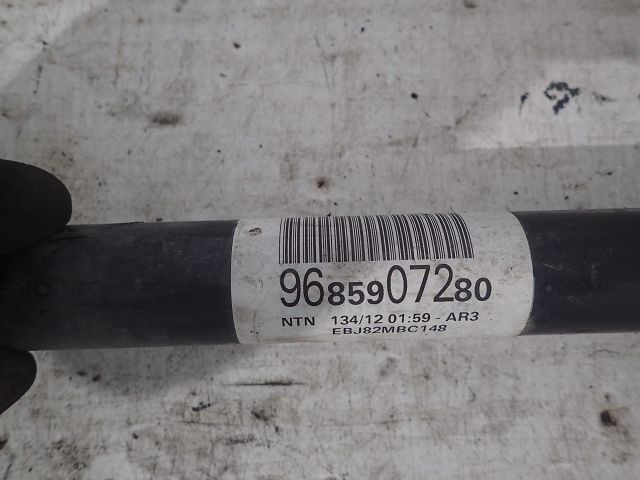 9685907280
NTN 134/12 01:59 - AR3
EBJ82MBC148